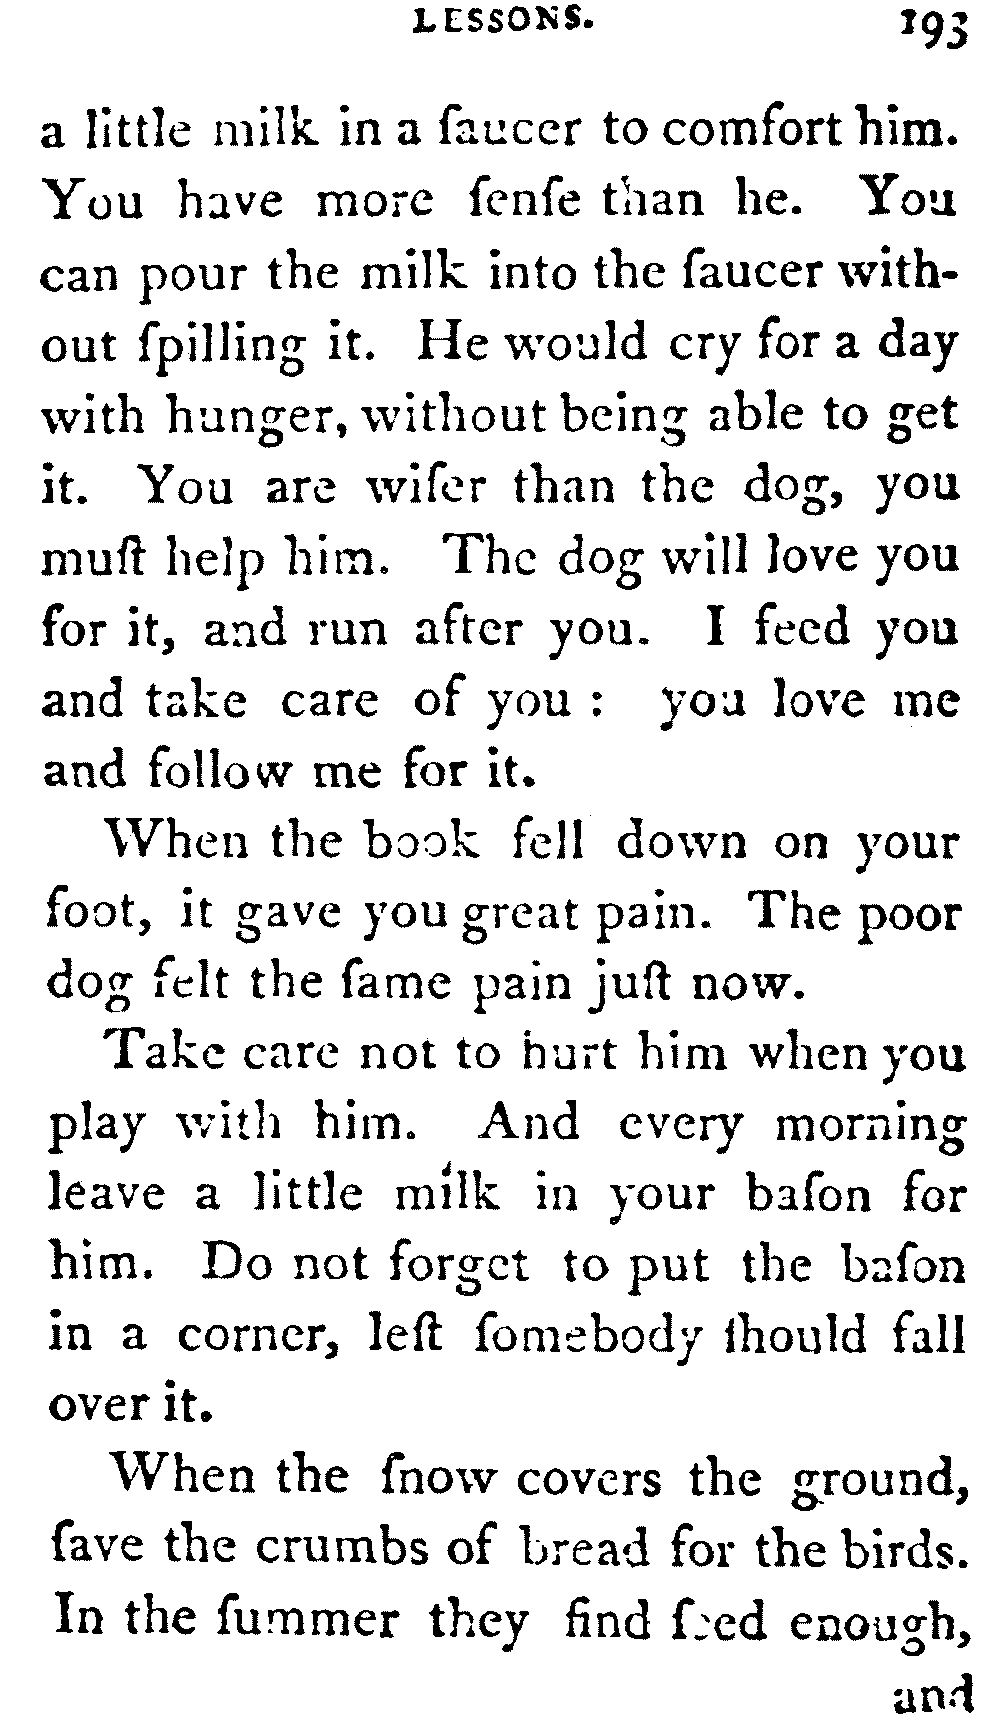 LESSONS. 193
a little milk in a ſaucer to comfort him.
You have more ſenſe than he. You
can pour the milk into the ſaucer with-
out ſpilling it. He would cry for a day
with hunger, without being able to get
it. You are wiſer than the dog, you
muſt help him. The dog will love you
for it, and run after you. I feed you
and take care of you : you love me
and follow me for it.
When the book fell down on your
foot, it gave you great pain. The poor
dog felt the ſame pain juſt now.
Take care not to hurt him when you
play with him. And every morning
leave a little milk in your baſon for
him. Do not forget to put the baſon
in a corner, leſt ſomebody ſhould fall
over it.
When the ſnow covers the ground,
ſave the crumbs of bread for the birds.
In the ſummer they find ſeed enough,
and